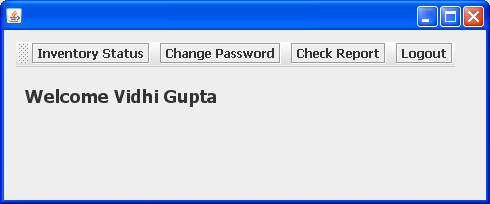 Inventory Status Change Password Check Report Logout
Welcome Vidhi Gupta